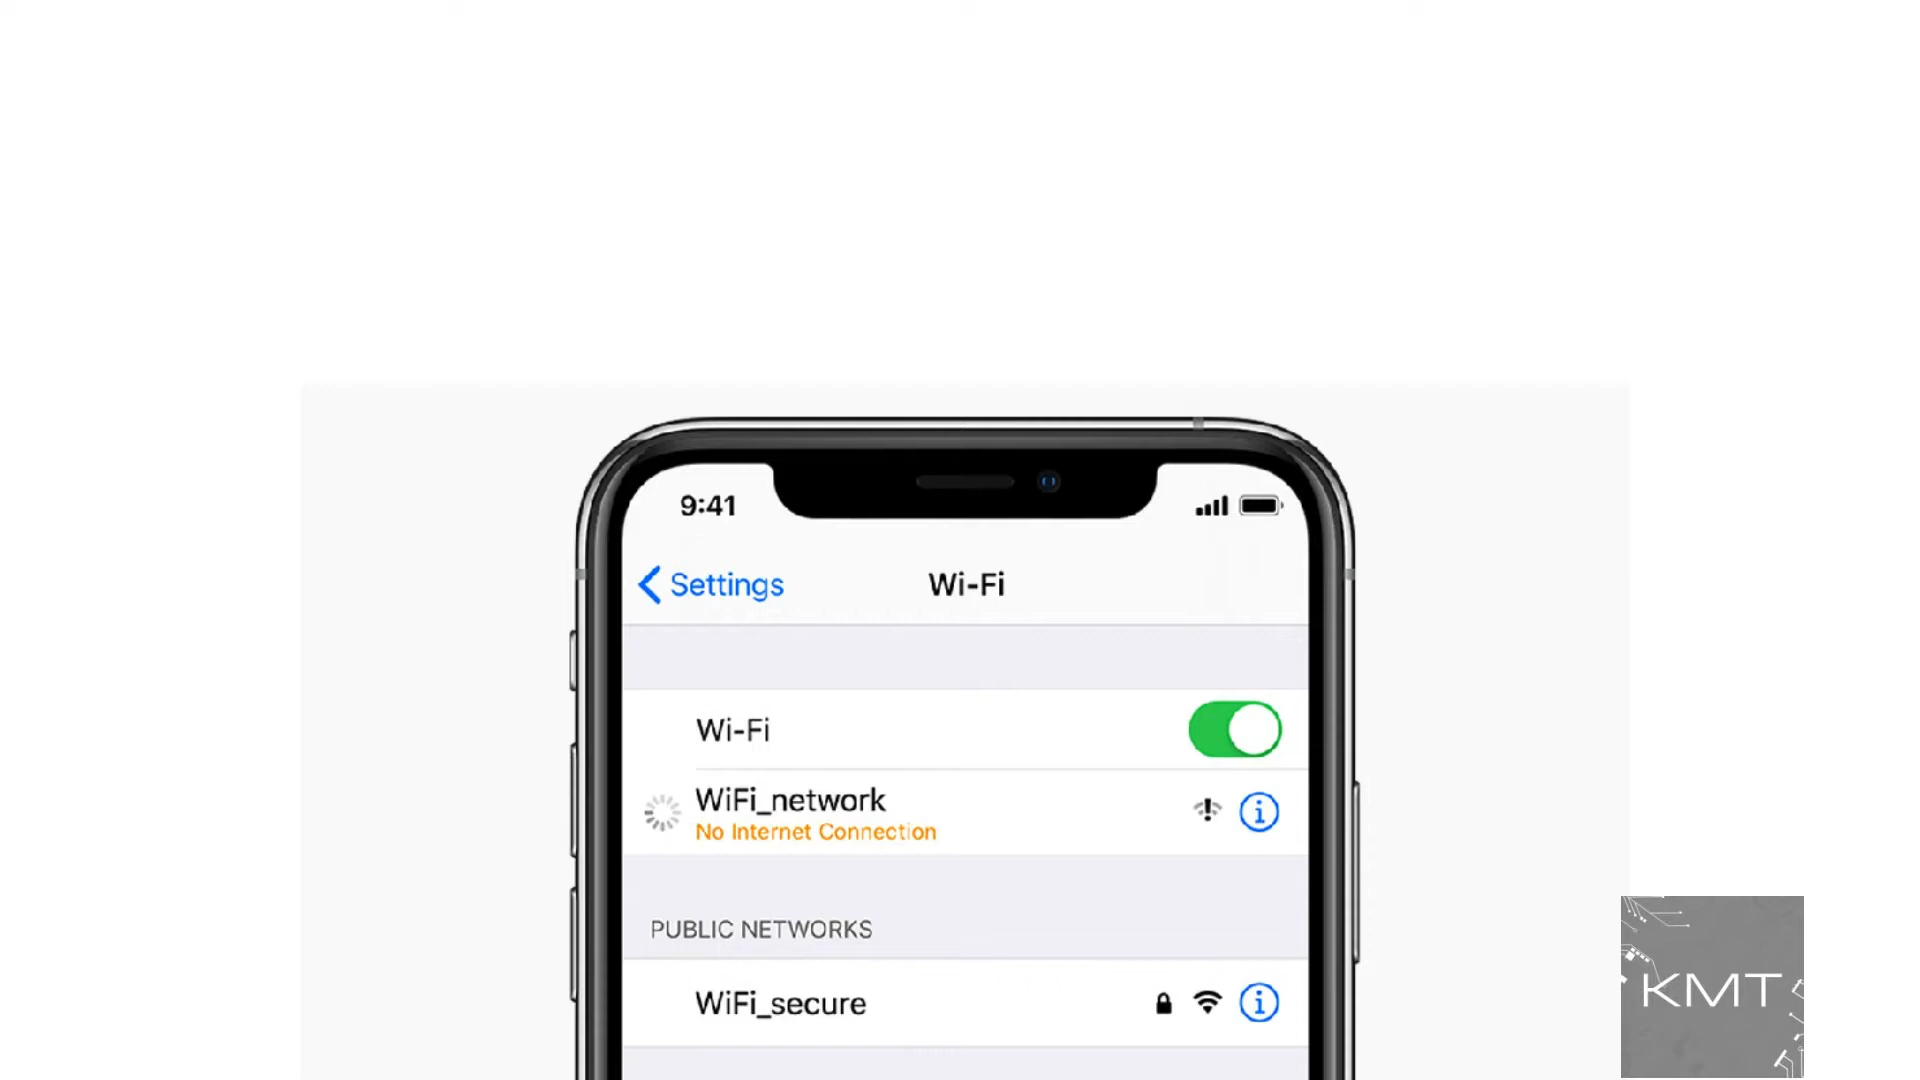 9:41
Settings
Wi-Fi
Wi-Fi
WiFi_network
No Internet Connection
PUBLIC NETWORKS
WiFi_secure
KMT